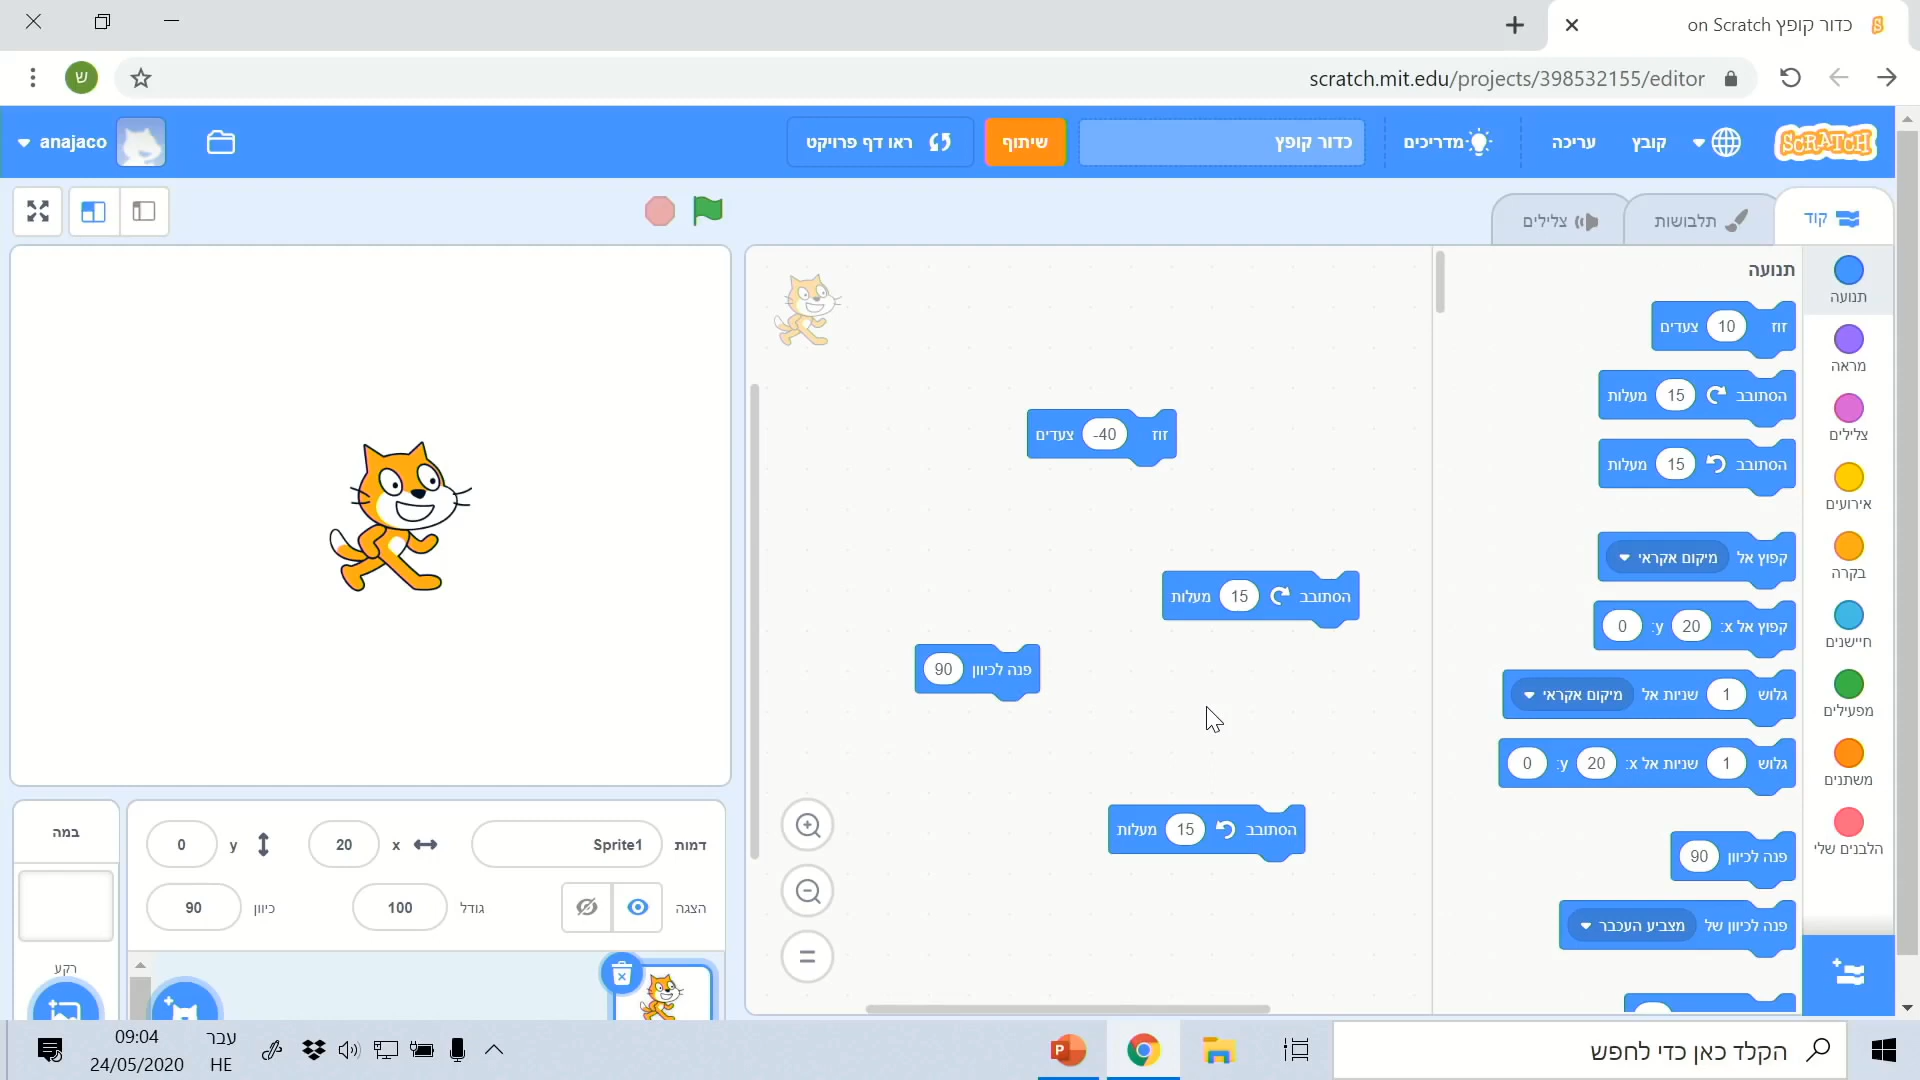 כדור קופץ on Scratch
scratch.mit.edu/projects/398532155/editor
ש
SCRATCH
קובץ
עריכה
מדריכים
כדור קופץ
שיתוף
ראו דף פרויקט
anajaco
קוד
תלבושות
צלילים
תנועה
מראה
צלילים
אירועים
בקרה
חיישנים
מפעילים
משתנים
הלבנים שלי
תנועה
זוז 10 צעדים
הסתובב 15 מעלות
הסתובב 15 מעלות
קפוץ אל מיקום אקראי
קפוץ אל x: 20 y: 0
גלוש 1 שניות אל מיקום אקראי
גלוש 1 שניות אל x: 20 y: 0
פנה לכיוון 90
פנה לכיוון של מצביע העכבר
זוז -40 צעדים
הסתובב 15 מעלות
פנה לכיוון 90
הסתובב 15 מעלות
דמות Sprite1 x 20 y 0
הצגה גודל 100 כיוון 90
במה
רקע
הקלד כאן כדי לחפש
עבר
HE
09:04
24/05/2020